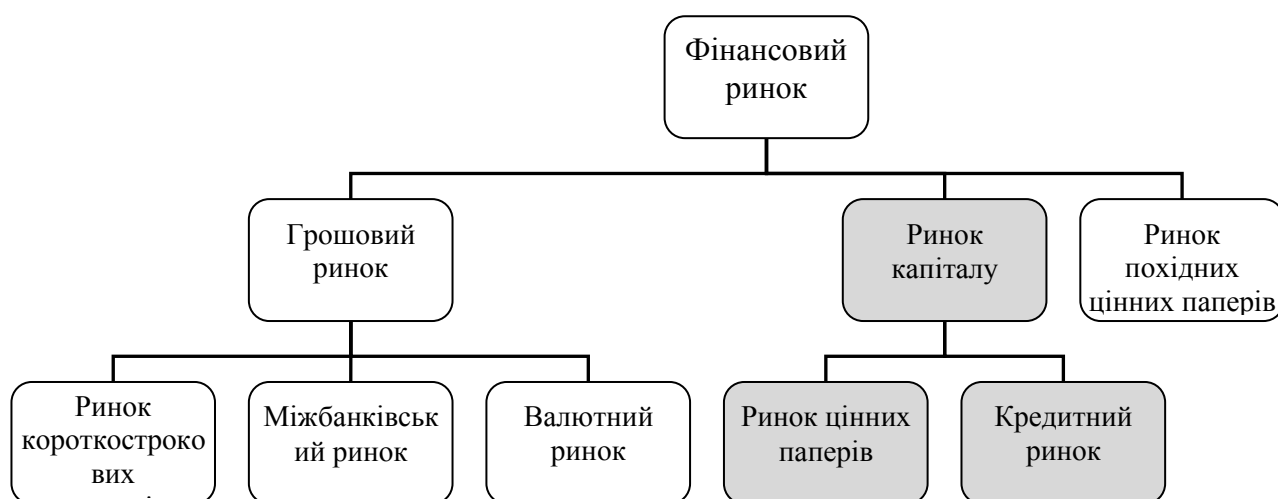 Фінансовий
ринок
Грошовий
ринок
Ринок
капіталу
Ринок
похідних
цінних паперів
Ринок
короткостроко
вих
Міжбанківськ
ий ринок
Валютний
ринок
Ринок цінних
паперів
Кредитний
ринок